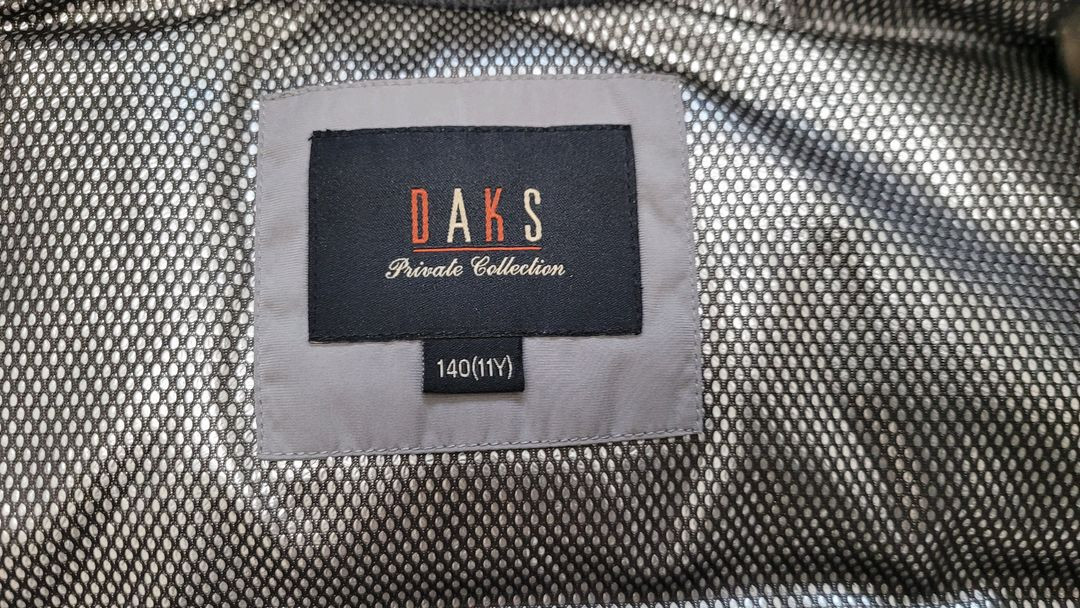 DAKS
Private Collection
140(11Y)